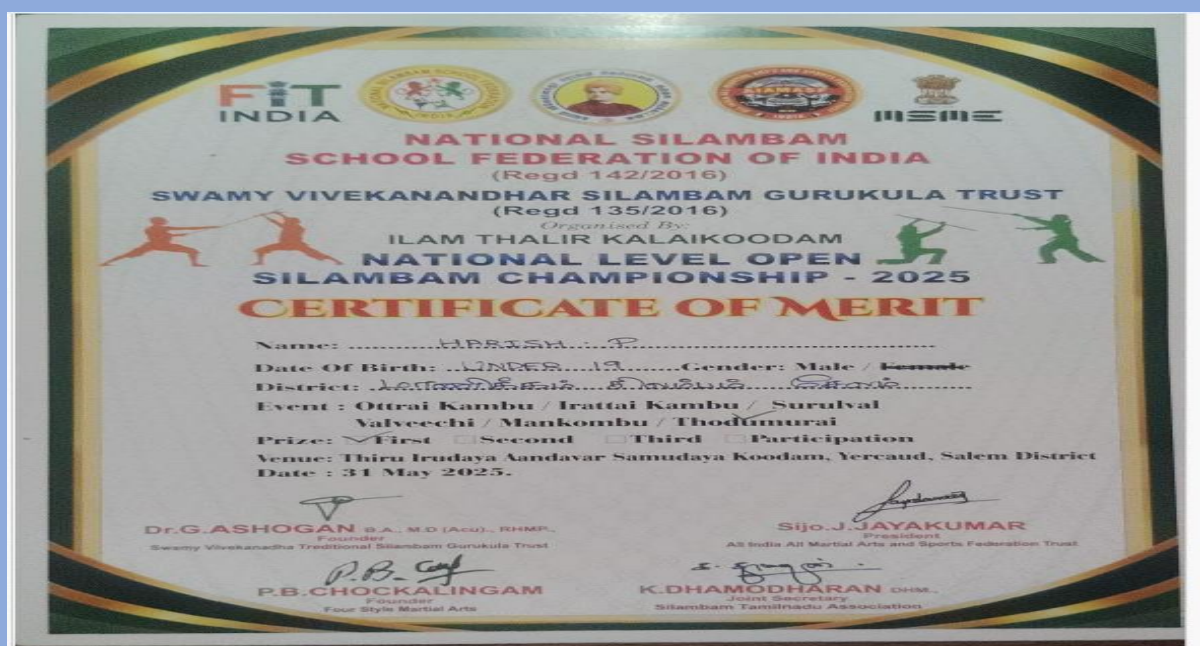 FiT
INDIA
MSME
NATIONAL SILAMBAM
SCHOOL FEDERATION OF INDIA
(Regd 142/2016)
SWAMY VIVEKANANDHAR SILAMBAM GURUKULA TRUST
(Regd 135/2016)
Organised By:
ILAM THALIR KALAIKOODAM
NATIONAL LEVEL OPEN
SILAMBAM CHAMPIONSHIP - 2025
CERTIFICATE OF MERIT
Name: HARISH . P
Date Of Birth: UNDER 19 Gender: Male / Female
District: சிலம்பம்
Event : Ottrai Kambu / Irattai Kambu / Surulval
Valveechi / Mankombu / Thodumurai
Prize: First Second Third Participation
Venue: Thiru Irudaya Aandavar Samudaya Koodam, Yercaud, Salem District
Date : 31 May 2025.
Dr.G.ASHOGAN B.A., M.D (Acu)., RHMP.,
Founder
Swamy Vivekanadha Traditional Silambam Gurukula Trust
Sijo.J.JAYAKUMAR
President
All India All Martial Arts and Sports Federation Trust
P.B.CHOCKALINGAM
Founder
Four Style Martial Arts
K.DHAMODHARAN DHM.,
Joint Secretary
Silambam Tamilnadu Association